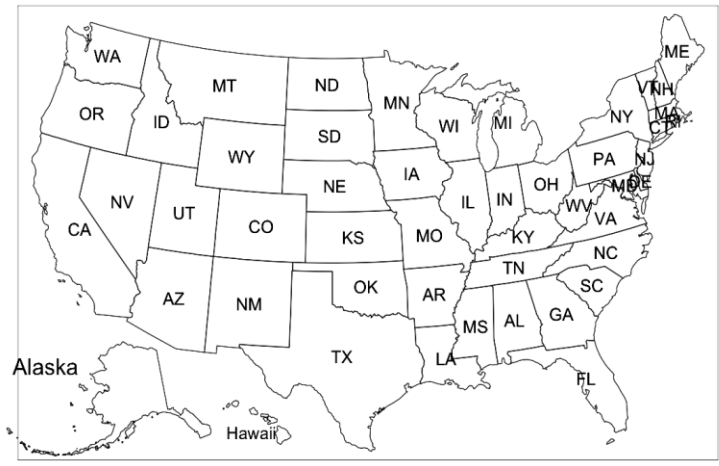 WA
ME
MT
ND
VT
NH
MN
OR
ID
SD
WI
MI
NY
MA
CT
RI
WY
IA
PA
NJ
NE
OH
MD
DE
NV
UT
CO
IL
IN
WV
VA
CA
KS
MO
KY
NC
TN
AZ
NM
OK
AR
SC
MS
AL
GA
TX
LA
Alaska
FL
Hawaii